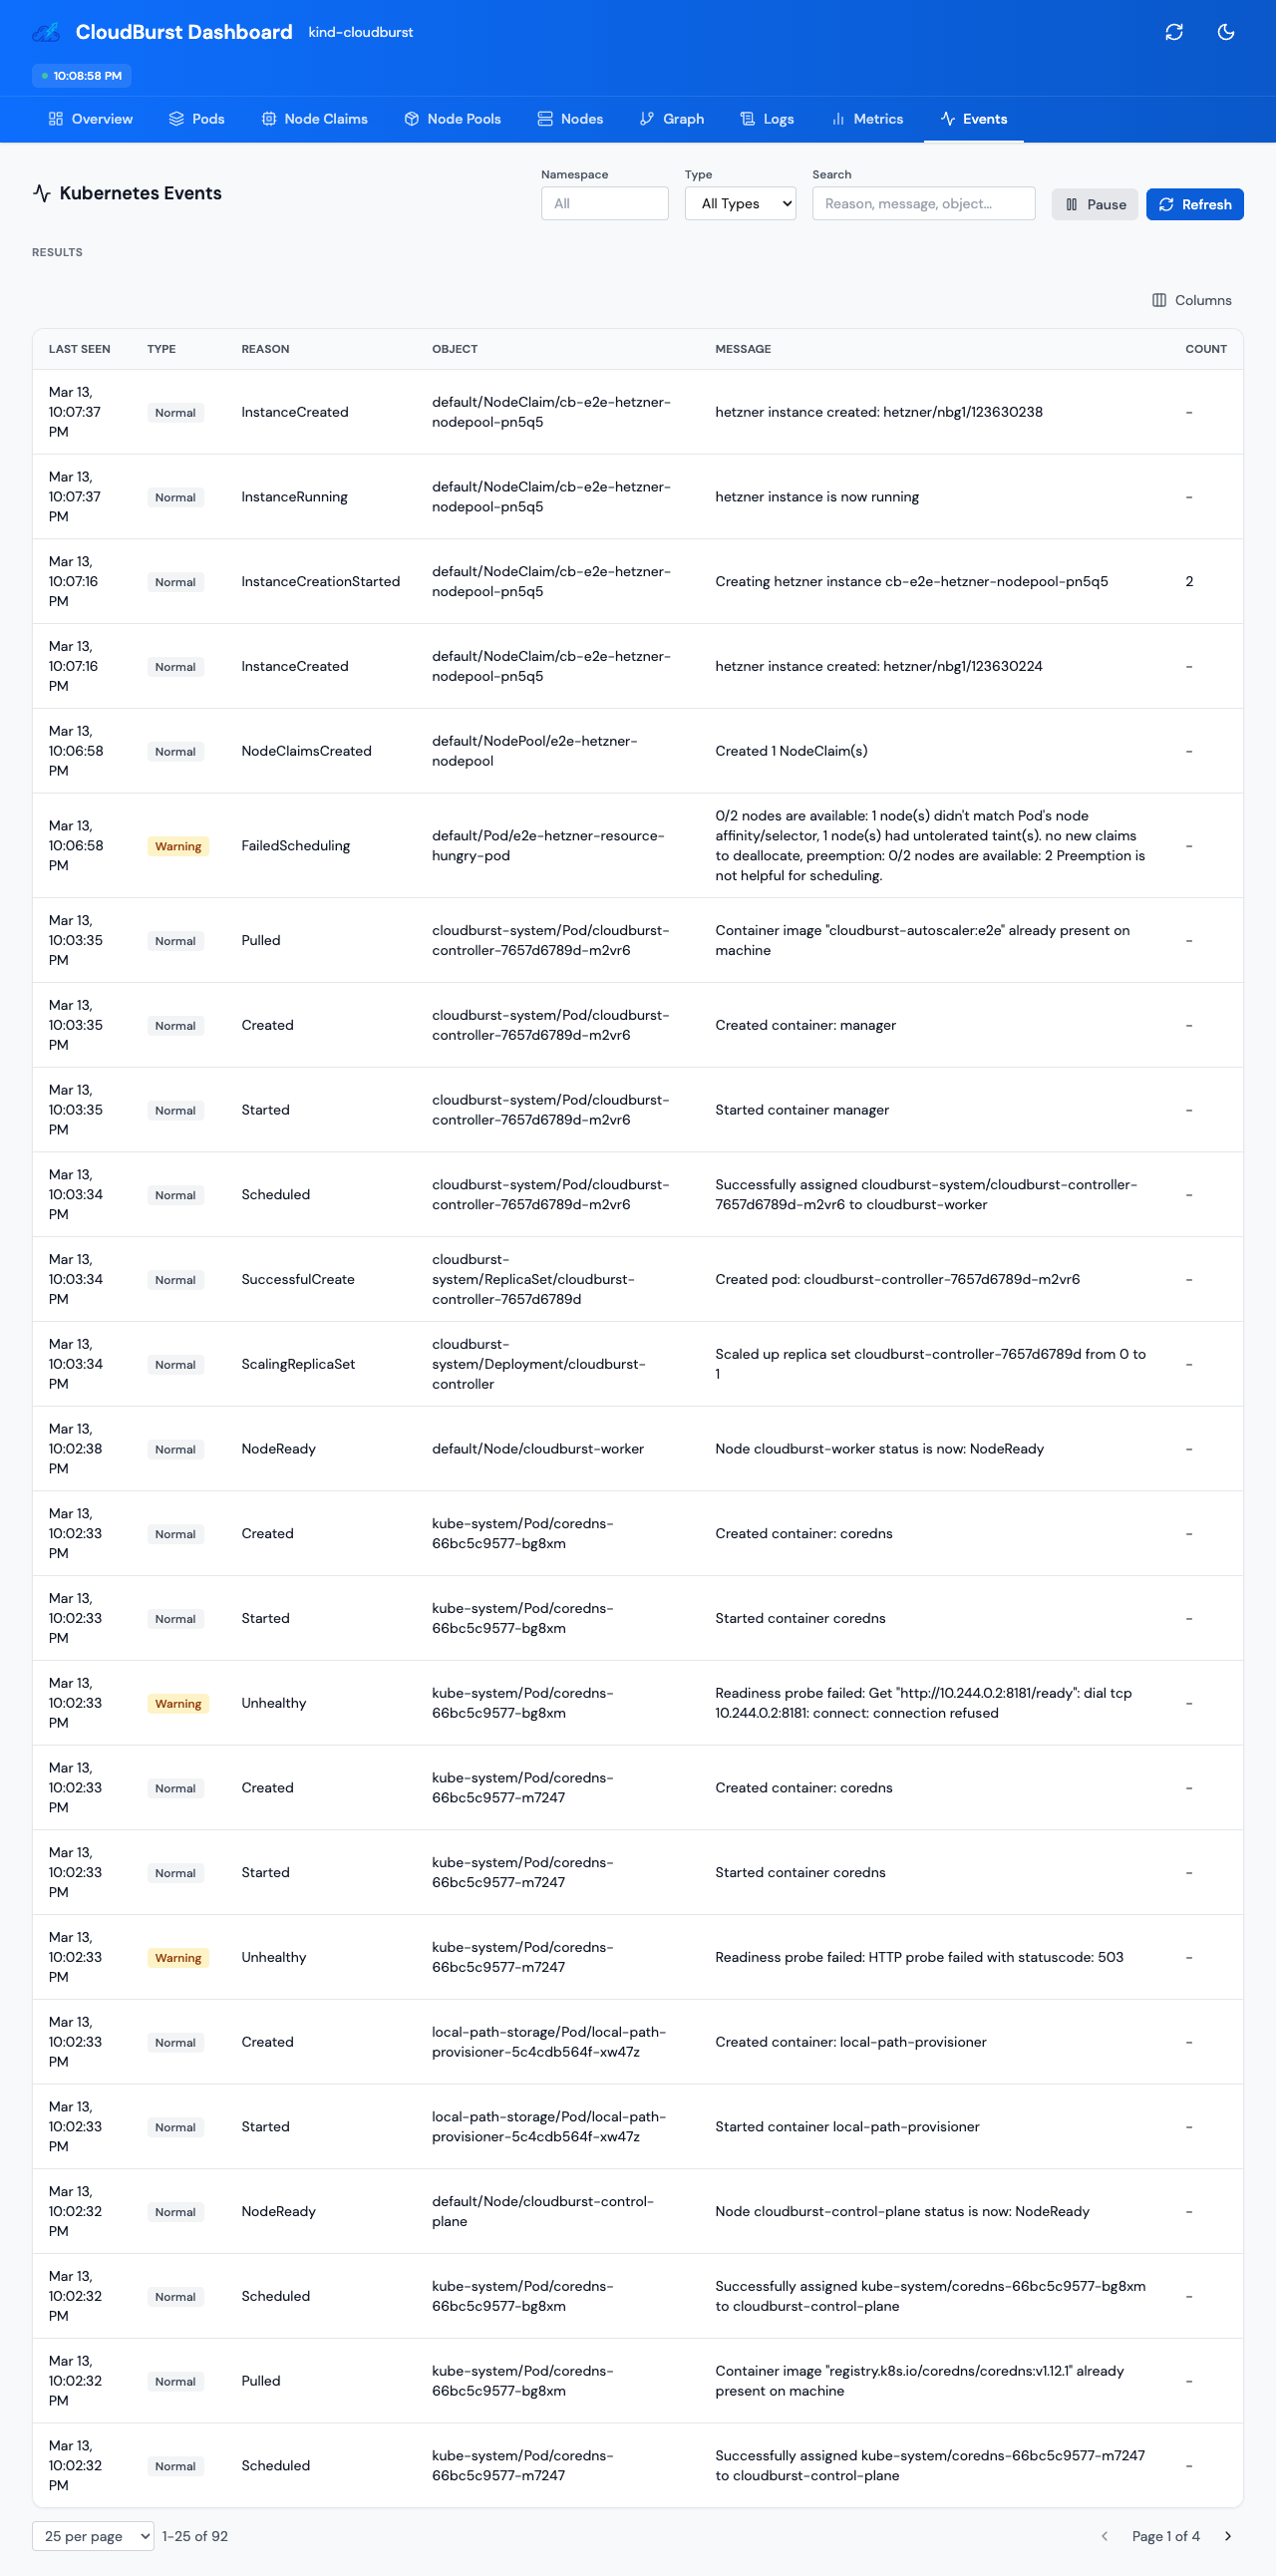 CloudBurst Dashboard kind-cloudburst
10:08:58 PM
Overview Pods Node Claims Node Pools Nodes Graph Logs Metrics Events
Kubernetes Events
Namespace Type Search
All All Types Reason, message, object... Pause Refresh
RESULTS
Columns
LAST SEEN TYPE REASON OBJECT MESSAGE COUNT
Mar 13,
10:07:37
PM
Normal InstanceCreated
default/NodeClaim/cb-e2e-hetzner-
nodepool-pn5q5
hetzner instance created: hetzner/nbg1/123630238 -
Mar 13,
10:07:37
PM
Normal InstanceRunning
default/NodeClaim/cb-e2e-hetzner-
nodepool-pn5q5
hetzner instance is now running -
Mar 13,
10:07:16
PM
Normal InstanceCreationStarted
default/NodeClaim/cb-e2e-hetzner-
nodepool-pn5q5
Creating hetzner instance cb-e2e-hetzner-nodepool-pn5q5 2
Mar 13,
10:07:16
PM
Normal InstanceCreated
default/NodeClaim/cb-e2e-hetzner-
nodepool-pn5q5
hetzner instance created: hetzner/nbg1/123630224 -
Mar 13,
10:06:58
PM
Normal NodeClaimsCreated
default/NodePool/e2e-hetzner-
nodepool
Created 1 NodeClaim(s) -
Mar 13,
10:06:58
PM
Warning FailedScheduling
default/Pod/e2e-hetzner-resource-
hungry-pod
0/2 nodes are available: 1 node(s) didn't match Pod's node
affinity/selector, 1 node(s) had untolerated taint(s). no new claims
to deallocate, preemption: 0/2 nodes are available: 2 Preemption is
not helpful for scheduling.
-
Mar 13,
10:03:35
PM
Normal Pulled
cloudburst-system/Pod/cloudburst-
controller-7657d6789d-m2vr6
Container image "cloudburst-autoscaler:e2e" already present on
machine
-
Mar 13,
10:03:35
PM
Normal Created
cloudburst-system/Pod/cloudburst-
controller-7657d6789d-m2vr6
Created container: manager -
Mar 13,
10:03:35
PM
Normal Started
cloudburst-system/Pod/cloudburst-
controller-7657d6789d-m2vr6
Started container manager -
Mar 13,
10:03:34
PM
Normal Scheduled
cloudburst-system/Pod/cloudburst-
controller-7657d6789d-m2vr6
Successfully assigned cloudburst-system/cloudburst-controller-
7657d6789d-m2vr6 to cloudburst-worker
-
Mar 13,
10:03:34
PM
Normal SuccessfulCreate
cloudburst-
system/ReplicaSet/cloudburst-
controller-7657d6789d
Created pod: cloudburst-controller-7657d6789d-m2vr6 -
Mar 13,
10:03:34
PM
Normal ScalingReplicaSet
cloudburst-
system/Deployment/cloudburst-
controller
Scaled up replica set cloudburst-controller-7657d6789d from 0 to
1
-
Mar 13,
10:02:38
PM
Normal NodeReady
default/Node/cloudburst-worker
Node cloudburst-worker status is now: NodeReady -
Mar 13,
10:02:33
PM
Normal Created
kube-system/Pod/coredns-
66bc5c9577-bg8xm
Created container: coredns -
Mar 13,
10:02:33
PM
Normal Started
kube-system/Pod/coredns-
66bc5c9577-bg8xm
Started container coredns -
Mar 13,
10:02:33
PM
Warning Unhealthy
kube-system/Pod/coredns-
66bc5c9577-bg8xm
Readiness probe failed: Get "http://10.244.0.2:8181/ready": dial tcp
10.244.0.2:8181: connect: connection refused
-
Mar 13,
10:02:33
PM
Normal Created
kube-system/Pod/coredns-
66bc5c9577-m7247
Created container: coredns -
Mar 13,
10:02:33
PM
Normal Started
kube-system/Pod/coredns-
66bc5c9577-m7247
Started container coredns -
Mar 13,
10:02:33
PM
Warning Unhealthy
kube-system/Pod/coredns-
66bc5c9577-m7247
Readiness probe failed: HTTP probe failed with statuscode: 503 -
Mar 13,
10:02:33
PM
Normal Created
local-path-storage/Pod/local-path-
provisioner-5c4cdb564f-xw47z
Created container: local-path-provisioner -
Mar 13,
10:02:33
PM
Normal Started
local-path-storage/Pod/local-path-
provisioner-5c4cdb564f-xw47z
Started container local-path-provisioner -
Mar 13,
10:02:32
PM
Normal NodeReady
default/Node/cloudburst-control-
plane
Node cloudburst-control-plane status is now: NodeReady -
Mar 13,
10:02:32
PM
Normal Scheduled
kube-system/Pod/coredns-
66bc5c9577-bg8xm
Successfully assigned kube-system/coredns-66bc5c9577-bg8xm
to cloudburst-control-plane
-
Mar 13,
10:02:32
PM
Normal Pulled
kube-system/Pod/coredns-
66bc5c9577-bg8xm
Container image "registry.k8s.io/coredns/coredns:v1.12.1" already
present on machine
-
Mar 13,
10:02:32
PM
Normal Scheduled
kube-system/Pod/coredns-
66bc5c9577-m7247
Successfully assigned kube-system/coredns-66bc5c9577-m7247
to cloudburst-control-plane
-
25 per page 1-25 of 92 Page 1 of 4